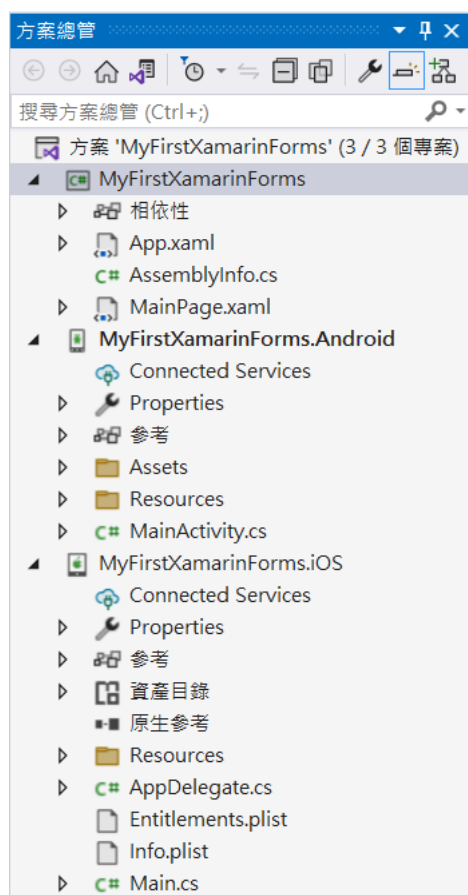 方案總管
搜尋方案總管 (Ctrl+;)
方案 'MyFirstXamarinForms' (3 / 3 個專案)
C# MyFirstXamarinForms
相依性
App.xaml
C# AssemblyInfo.cs
MainPage.xaml
MyFirstXamarinForms.Android
Connected Services
Properties
參考
Assets
Resources
C# MainActivity.cs
MyFirstXamarinForms.iOS
Connected Services
Properties
參考
資產目錄
原生參考
Resources
C# AppDelegate.cs
Entitlements.plist
Info.plist
C# Main.cs